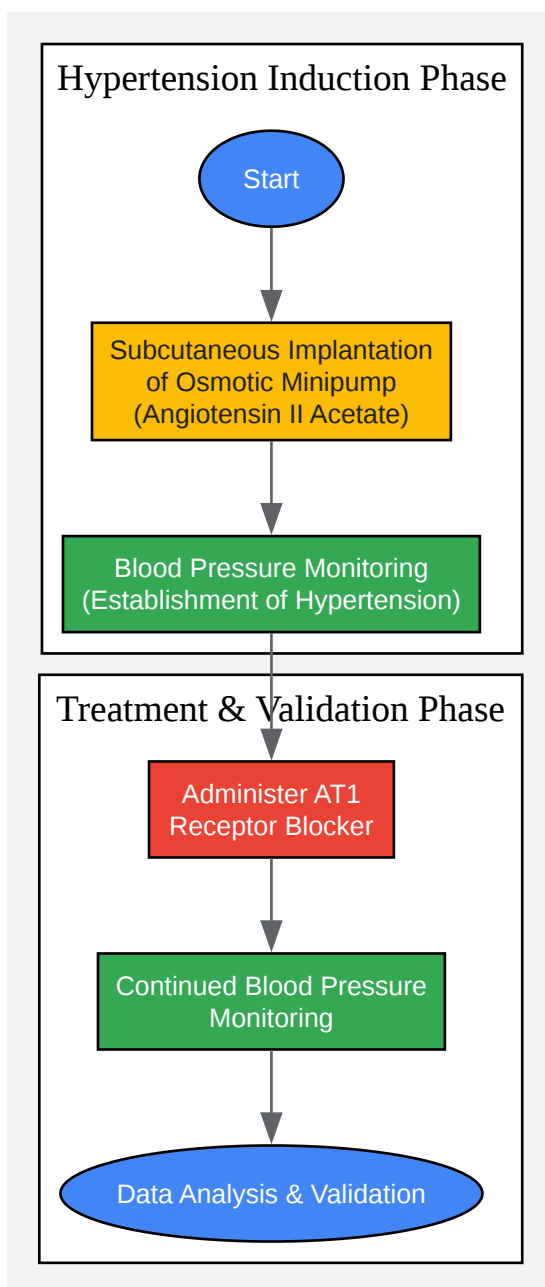 Hypertension Induction Phase
Start
Subcutaneous Implantation
of Osmotic Minipump
(Angiotensin II Acetate)
Blood Pressure Monitoring
(Establishment of Hypertension)
Treatment & Validation Phase
Administer AT1
Receptor Blocker
Continued Blood Pressure
Monitoring
Data Analysis & Validation